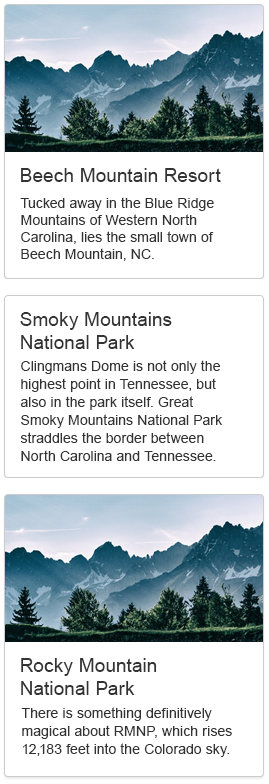 Beech Mountain Resort
Tucked away in the Blue Ridge
Mountains of Western North
Carolina, lies the small town of
Beech Mountain, NC.
Smoky Mountains
National Park
Clingmans Dome is not only the
highest point in Tennessee, but
also in the park itself. Great
Smoky Mountains National Park
straddles the border between
North Carolina and Tennessee.
Rocky Mountain
National Park
There is something definitively
magical about RMNP, which rises
12,183 feet into the Colorado sky.